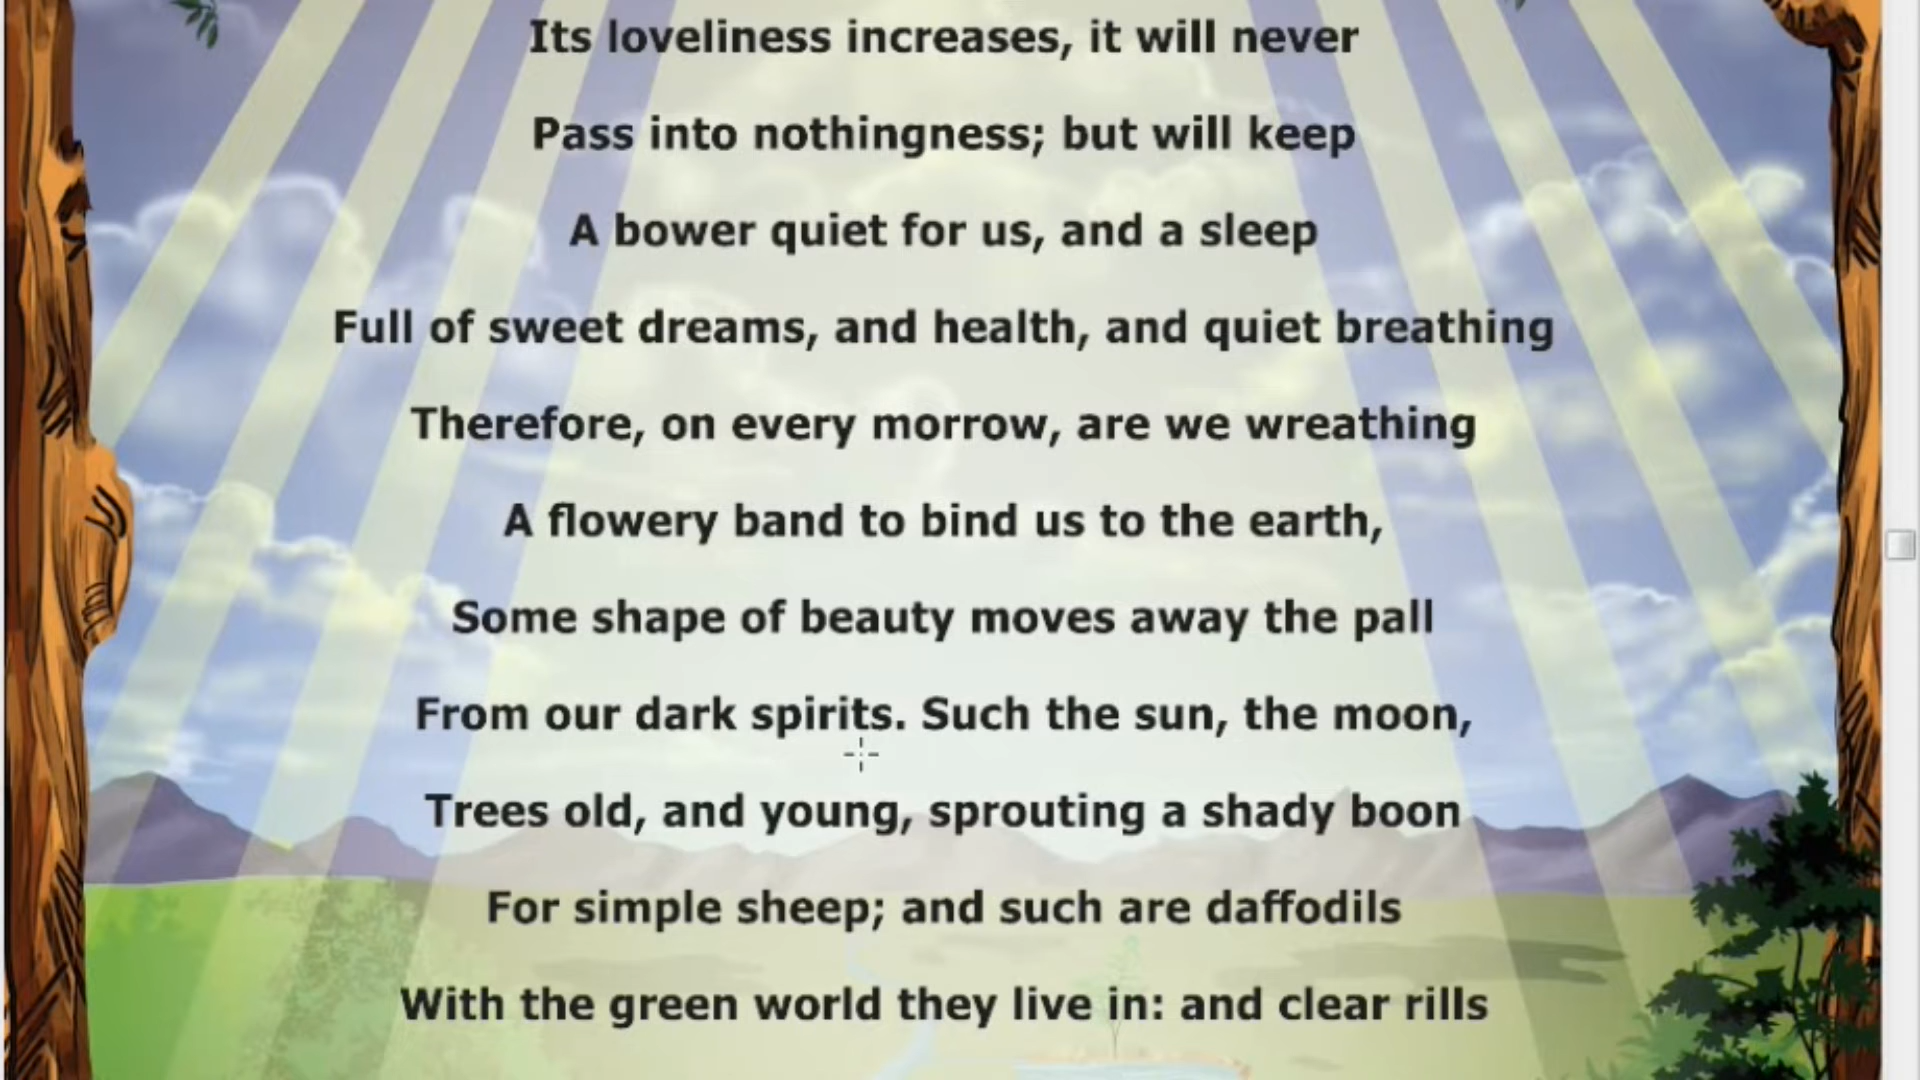 Its loveliness increases, it will never
Pass into nothingness; but will keep
A bower quiet for us, and a sleep
Full of sweet dreams, and health, and quiet breathing
Therefore, on every morrow, are we wreathing
A flowery band to bind us to the earth,
Some shape of beauty moves away the pall
From our dark spirits. Such the sun, the moon,
Trees old, and young, sprouting a shady boon
For simple sheep; and such are daffodils
With the green world they live in: and clear rills